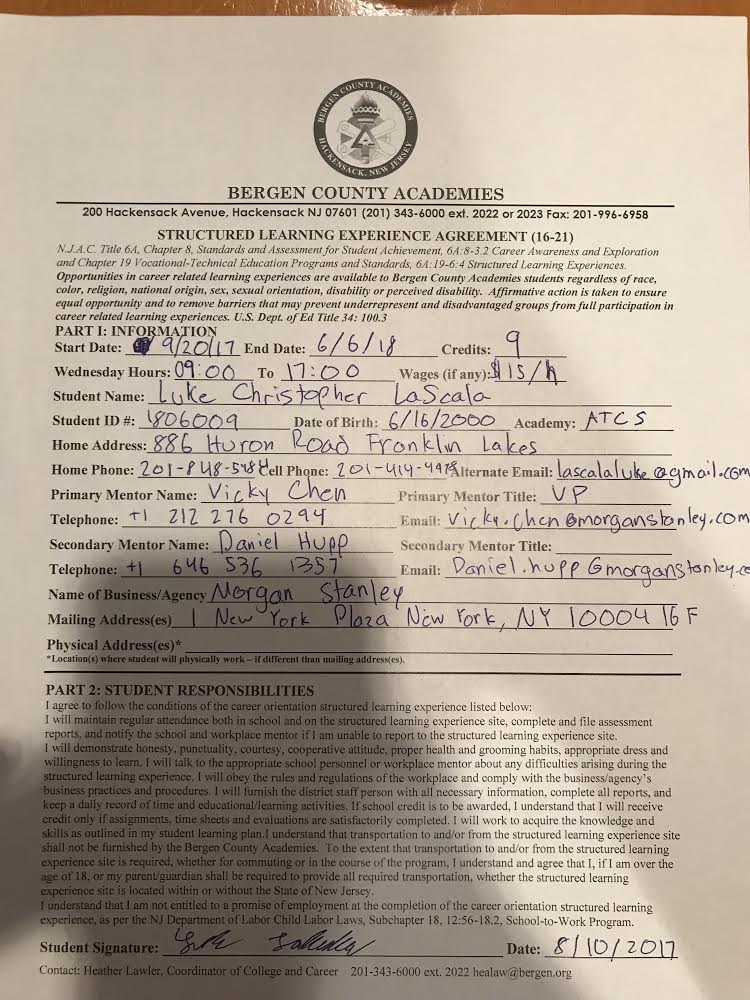 BERGEN COUNTY ACADEMIES
HACKENSACK, NEW JERSEY
BERGEN COUNTY ACADEMIES
200 Hackensack Avenue, Hackensack NJ 07601 (201) 343-6000 ext. 2022 or 2023 Fax: 201-996-6958
STRUCTURED LEARNING EXPERIENCE AGREEMENT (16-21)
N.J.A.C. Title 6A, Chapter 8, Standards and Assessment for Student Achievement, 6A:8-3.2 Career Awareness and Exploration
and Chapter 19 Vocational-Technical Education Programs and Standards, 6A:19-6:4 Structured Learning Experiences.
Opportunities in career related learning experiences are available to Bergen County Academies students regardless of race,
color, religion, national origin, sex, sexual orientation, disability or perceived disability. Affirmative action is taken to ensure
equal opportunity and to remove barriers that may prevent underrepresent and disadvantaged groups from full participation in
career related learning experiences. U.S. Dept. of Ed Title 34: 100.3
PART I: INFORMATION
Start Date: 9/20/17 End Date: 6/6/18 Credits: 9
Wednesday Hours: 09:00 To 17:00 Wages (if any): $15/h
Student Name: Luke Christopher LaScala
Student ID #: 1806009 Date of Birth: 6/16/2000 Academy: ATCS
Home Address: 886 Huron Road Franklin Lakes
Home Phone: 201-848-5484 Cell Phone: 201-414-4978 Alternate Email: lascalaluke@gmail.com
Primary Mentor Name: Vicky Chen Primary Mentor Title: VP
Telephone: +1 212 276 0294 Email: Vicky.chen@morganstanley.com
Secondary Mentor Name: Daniel Hupp Secondary Mentor Title:
Telephone: +1 646 536 1357 Email: Daniel.hupp@morganstanley.co
Name of Business/Agency Morgan Stanley
Mailing Address(es) 1 New York Plaza New York, NY 10004 16 F
Physical Address(es)*
*Location(s) where student will physically work – if different than mailing address(es).
PART 2: STUDENT RESPONSIBILITIES
I agree to follow the conditions of the career orientation structured learning experience listed below:
I will maintain regular attendance both in school and on the structured learning experience site, complete and file assessment
reports, and notify the school and workplace mentor if I am unable to report to the structured learning experience site.
I will demonstrate honesty, punctuality, courtesy, cooperative attitude, proper health and grooming habits, appropriate dress and
willingness to learn. I will talk to the appropriate school personnel or workplace mentor about any difficulties arising during the
structured learning experience. I will obey the rules and regulations of the workplace and comply with the business/agency's
business practices and procedures. I will furnish the district staff person with all necessary information, complete all reports, and
keep a daily record of time and educational/learning activities. If school credit is to be awarded, I understand that I will receive
credit only if assignments, time sheets and evaluations are satisfactorily completed. I will work to acquire the knowledge and
skills as outlined in my student learning plan.I understand that transportation to and/or from the structured learning experience site
shall not be furnished by the Bergen County Academies. To the extent that transportation to and/or from the structured learning
experience site is required, whether for commuting or in the course of the program, I understand and agree that I, if I am over the
age of 18, or my parent/guardian shall be required to provide all required transportation, whether the structured learning
experience site is located within or without the State of New Jersey.
I understand that I am not entitled to a promise of employment at the completion of the career orientation structured learning
experience, as per the NJ Department of Labor Child Labor Laws, Subchapter 18, 12:56-18.2, School-to-Work Program.
Student Signature: Date: 8/10/2017
Contact: Heather Lawler, Coordinator of College and Career 201-343-6000 ext. 2022 healaw@bergen.org